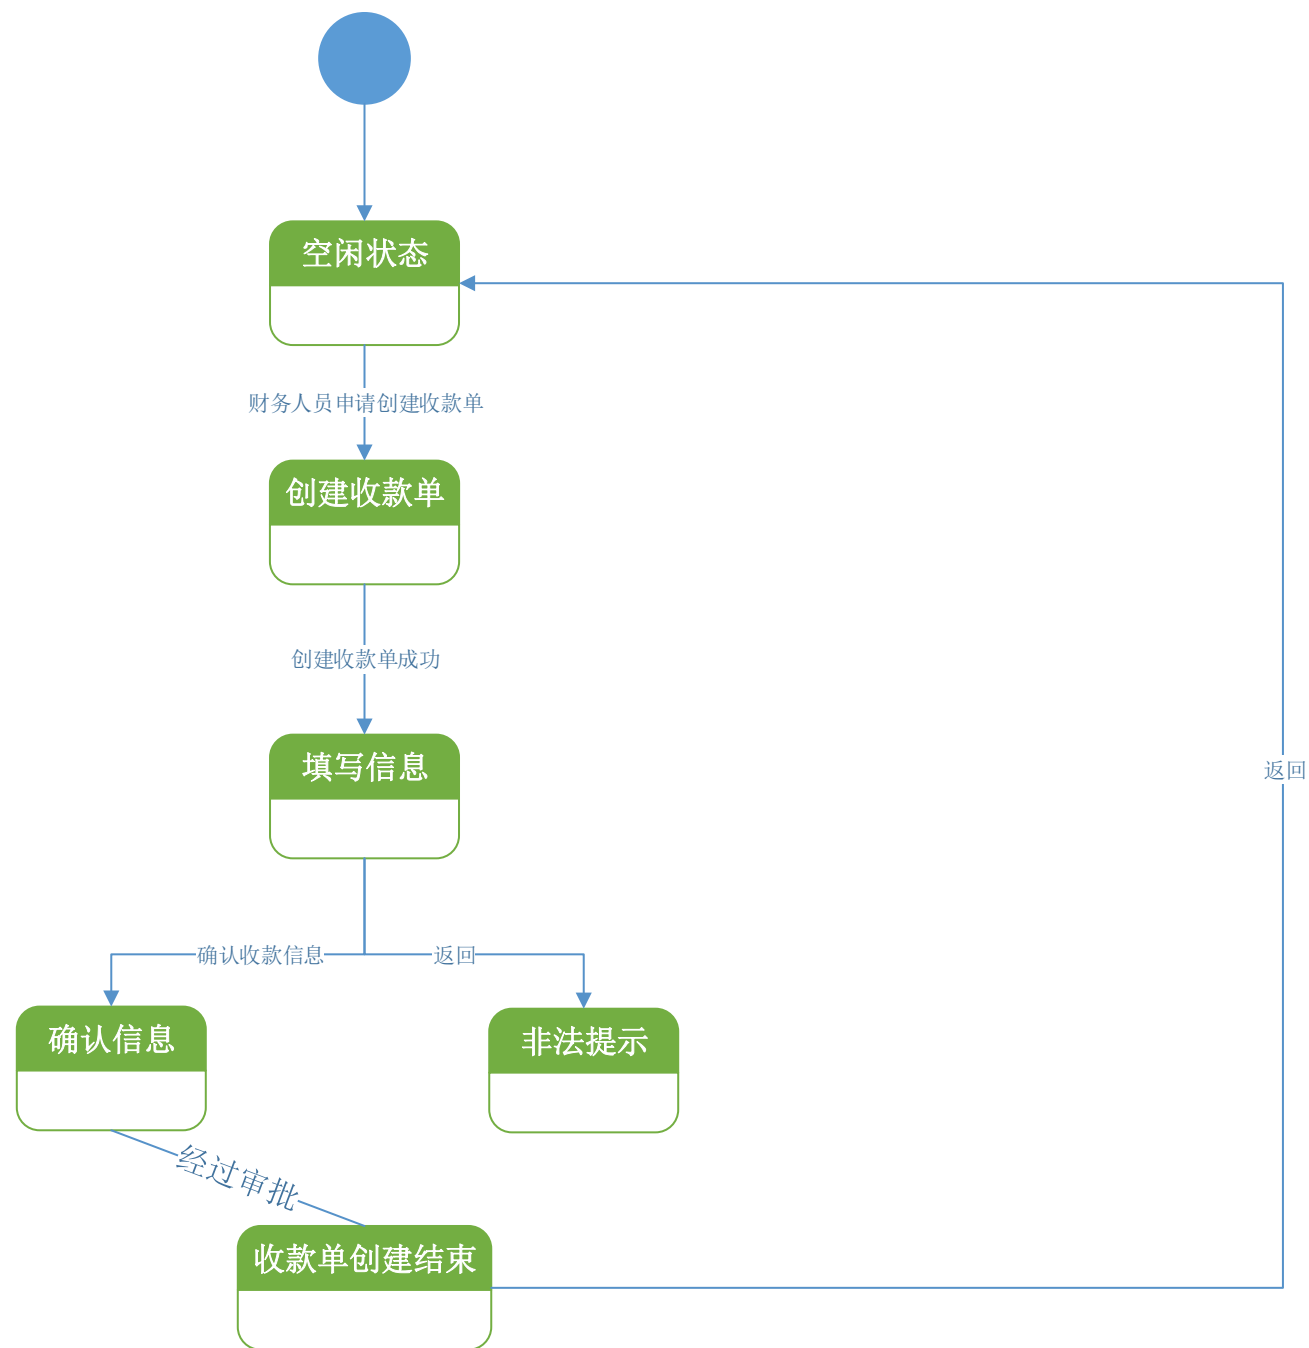 空闲状态
财务人员申请创建收款单
创建收款单
创建收款单成功
填写信息
返回
确认收款信息
返回
确认信息
非法提示
经过审批
收款单创建结束